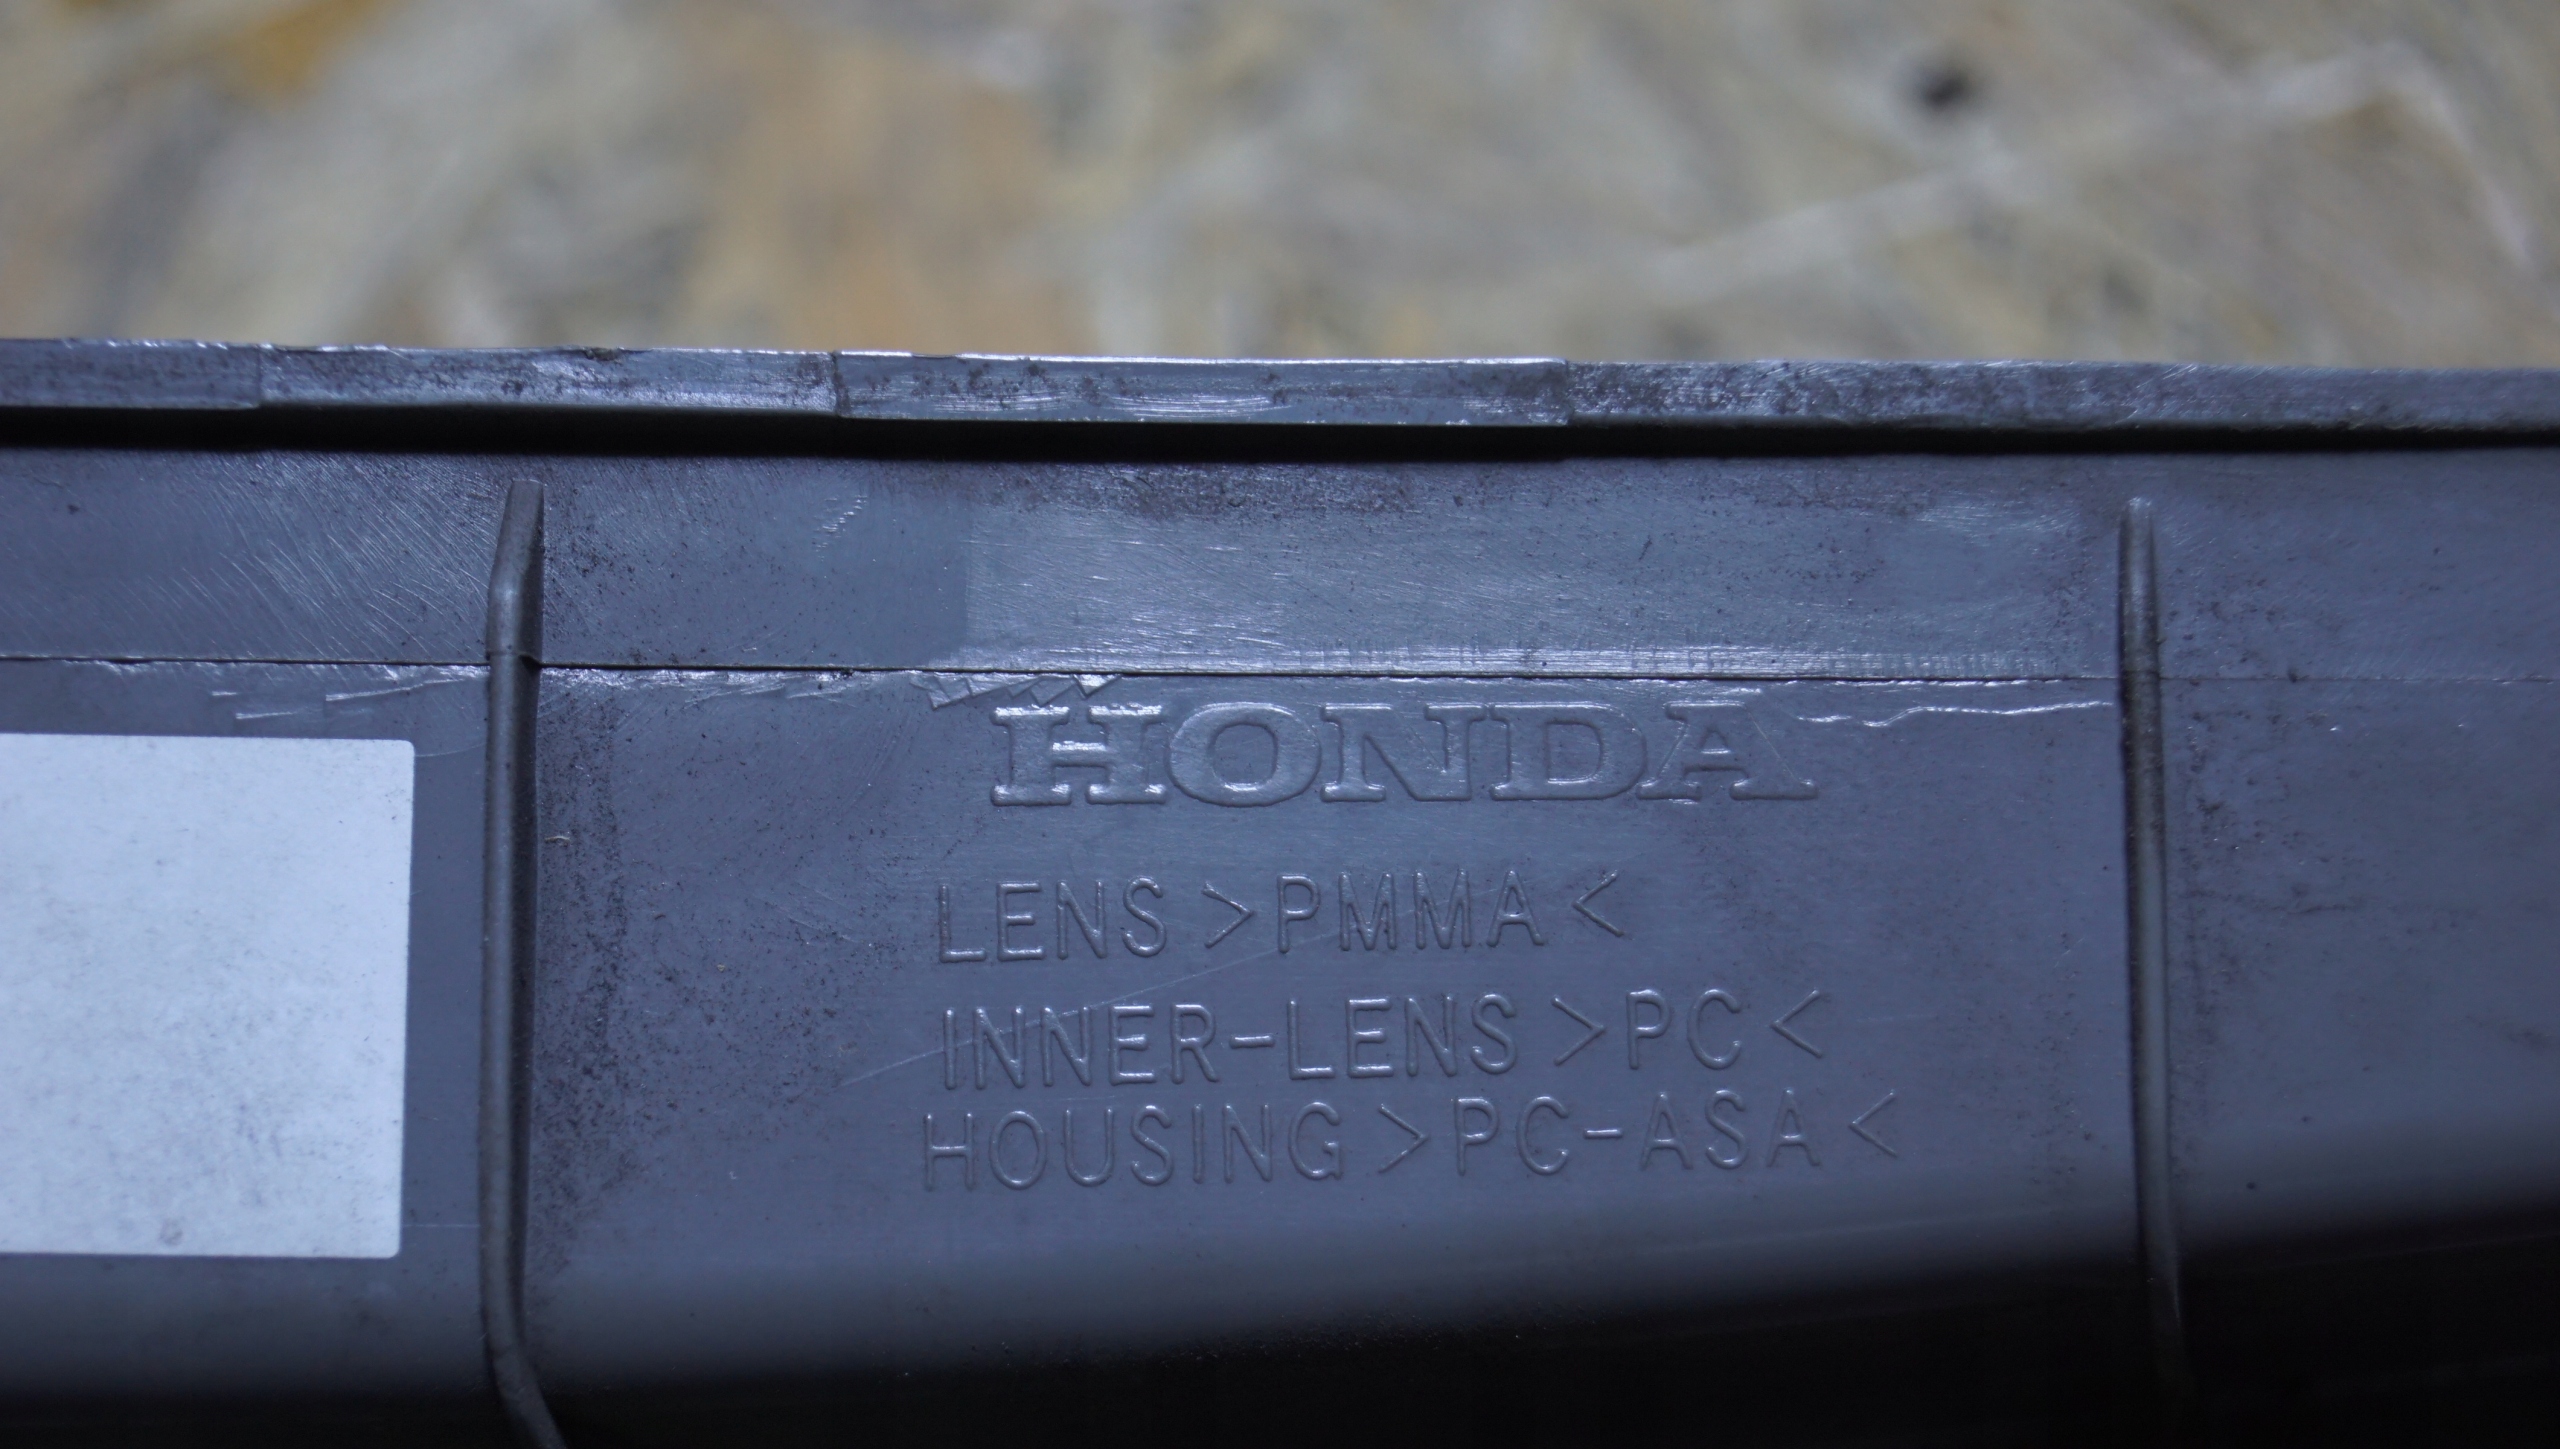 HONDA
LENS >PMMA<
INNER-LENS >PC<
HOUSING >PC-ASA<